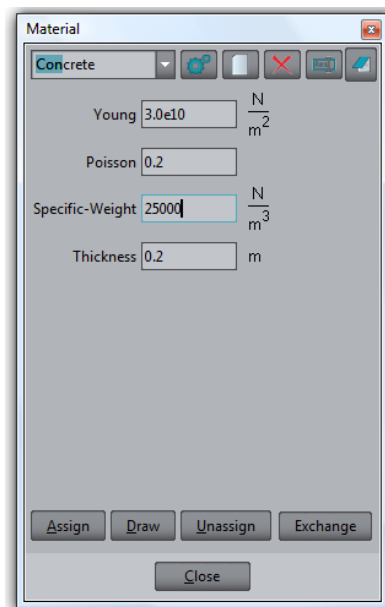 Material
Concrete
Young 3.0e10 N/m²
Poisson 0.2
Specific-Weight 25000 N/m³
Thickness 0.2 m
Assign Draw Unassign Exchange
Close